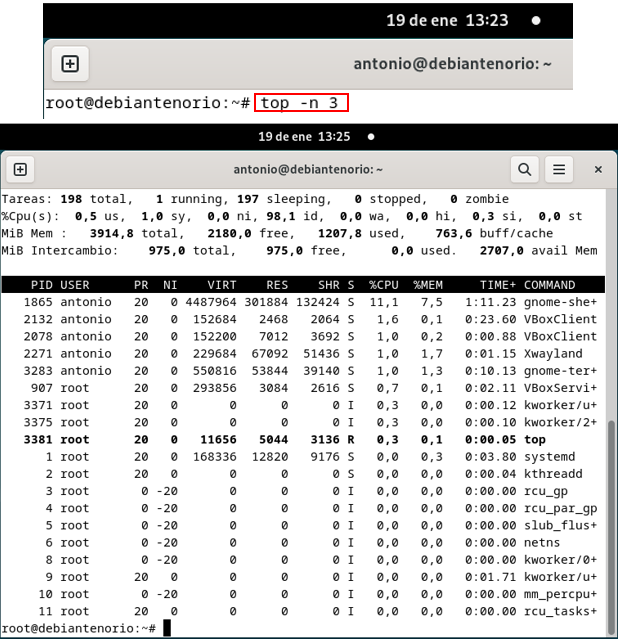 19 de ene 13:23
antonio@debiantenorio: ~
root@debiantenorio:~# top -n 3
19 de ene 13:25
antonio@debiantenorio: ~
Tareas: 198 total, 1 running, 197 sleeping, 0 stopped, 0 zombie
%Cpu(s): 0,5 us, 1,0 sy, 0,0 ni, 98,1 id, 0,0 wa, 0,0 hi, 0,3 si, 0,0 st
MiB Mem : 3914,8 total, 2180,0 free, 1207,8 used, 763,6 buff/cache
MiB Intercambio: 975,0 total, 975,0 free, 0,0 used. 2707,0 avail Mem
PID USER PR NI VIRT RES SHR S %CPU %MEM TIME+ COMMAND
1865 antonio 20 0 4487964 301884 132424 S 11,1 7,5 1:11.23 gnome-she+
2132 antonio 20 0 152684 2468 2064 S 1,6 0,1 0:23.60 VBoxClient
2078 antonio 20 0 152200 7012 3692 S 1,0 0,2 0:00.88 VBoxClient
2271 antonio 20 0 229684 67092 51436 S 1,0 1,7 0:01.15 Xwayland
3283 antonio 20 0 550816 53844 39140 S 1,0 1,3 0:10.13 gnome-ter+
907 root 20 0 293856 3084 2616 S 0,7 0,1 0:02.11 VBoxServi+
3371 root 20 0 0 0 0 I 0,3 0,0 0:00.12 kworker/u+
3375 root 20 0 0 0 0 I 0,3 0,0 0:00.10 kworker/2+
3381 root 20 0 11656 5044 3136 R 0,3 0,1 0:00.05 top
1 root 20 0 168336 12820 9176 S 0,0 0,3 0:03.80 systemd
2 root 20 0 0 0 0 S 0,0 0,0 0:00.04 kthreadd
3 root 0 -20 0 0 0 I 0,0 0,0 0:00.00 rcu_gp
4 root 0 -20 0 0 0 I 0,0 0,0 0:00.00 rcu_par_gp
5 root 0 -20 0 0 0 I 0,0 0,0 0:00.00 slub_flus+
6 root 0 -20 0 0 0 I 0,0 0,0 0:00.00 netns
8 root 0 -20 0 0 0 I 0,0 0,0 0:00.00 kworker/0+
9 root 20 0 0 0 0 I 0,0 0,0 0:01.71 kworker/u+
10 root 0 -20 0 0 0 I 0,0 0,0 0:00.00 mm_percpu+
11 root 20 0 0 0 0 I 0,0 0,0 0:00.00 rcu_tasks+
root@debiantenorio:~#